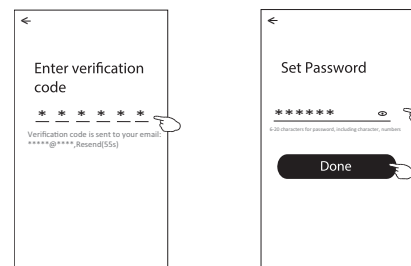 Enter verification
code
* * * * * *
Verification code is sent to your email:
*****@****,Resend(55s)
Set Password
******
6-20 characters for password, including character, numbers
Done